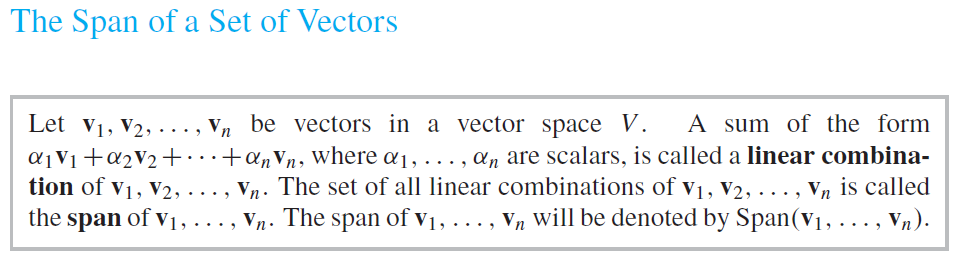 The Span of a Set of Vectors
Let v₁, v₂, . . . , vₙ be vectors in a vector space V. A sum of the form
α₁v₁+α₂v₂+···+αₙvₙ, where α₁, . . . , αₙ are scalars, is called a linear combina-
tion of v₁, v₂, . . . , vₙ. The set of all linear combinations of v₁, v₂, . . . , vₙ is called
the span of v₁, . . . , vₙ. The span of v₁, . . . , vₙ will be denoted by Span(v₁, . . . , vₙ).